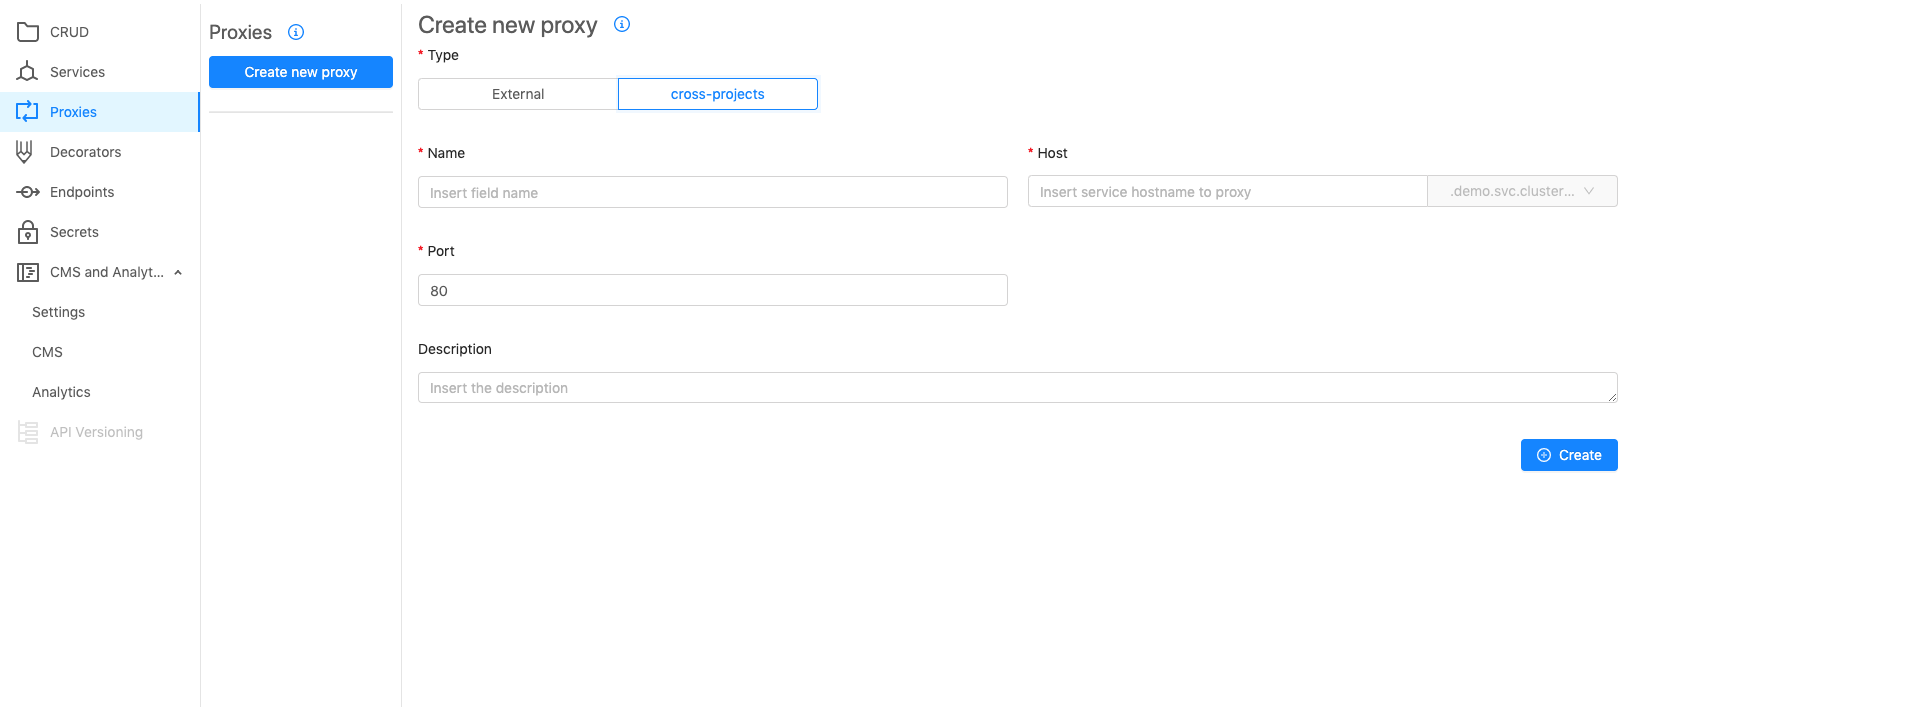 CRUD
Services
Proxies
Decorators
Endpoints
Secrets
CMS and Analyt...
Settings
CMS
Analytics
API Versioning
Proxies
Create new proxy
Create new proxy
* Type
External
cross-projects
* Name
Insert field name
* Host
Insert service hostname to proxy
.demo.svc.cluster...
* Port
80
Description
Insert the description
Create